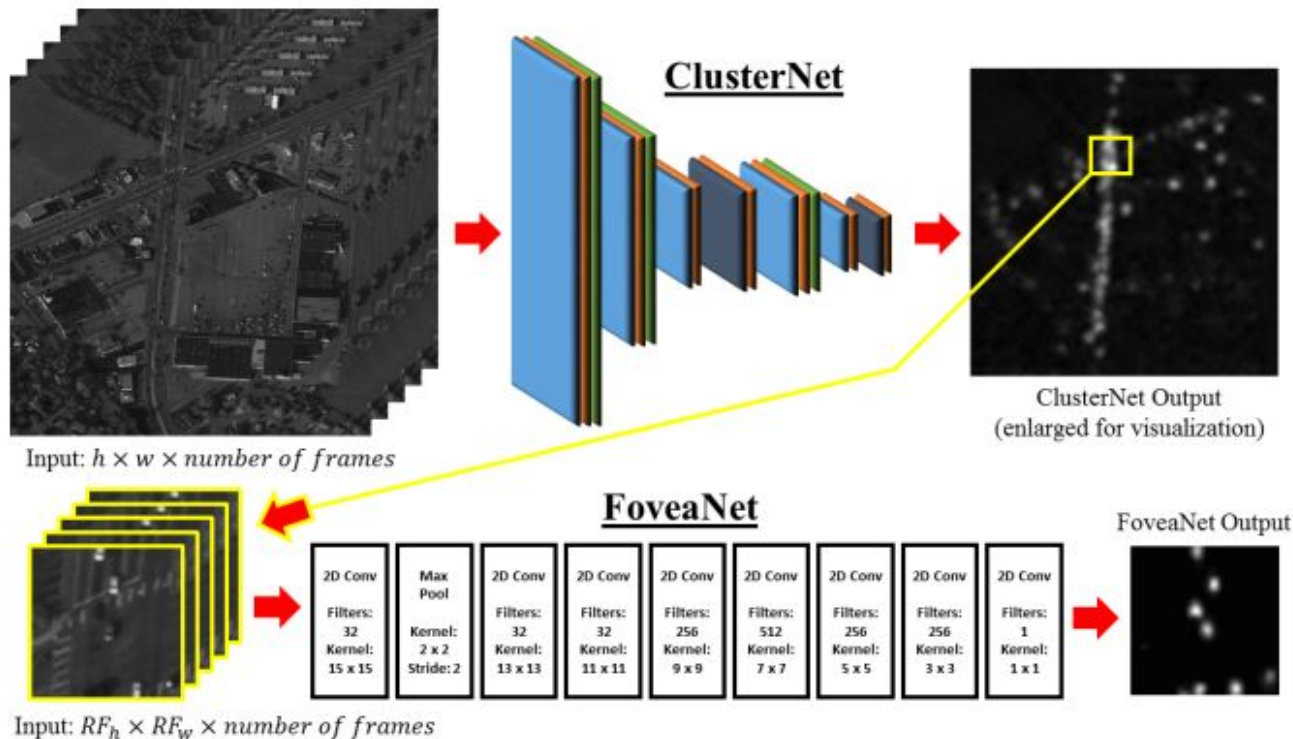 ClusterNet
ClusterNet Output
(enlarged for visualization)
Input: h × w × number of frames
FoveaNet
FoveaNet Output
2D Conv
Filters:
32
Kernel:
15 x 15
Max
Pool
Kernel:
2 x 2
Stride: 2
2D Conv
Filters:
32
Kernel:
13 x 13
2D Conv
Filters:
32
Kernel:
11 x 11
2D Conv
Filters:
256
Kernel:
9 x 9
2D Conv
Filters:
512
Kernel:
7 x 7
2D Conv
Filters:
256
Kernel:
5 x 5
2D Conv
Filters:
256
Kernel:
3 x 3
2D Conv
Filters:
1
Kernel:
1 x 1
Input: RF_h × RF_w × number of frames